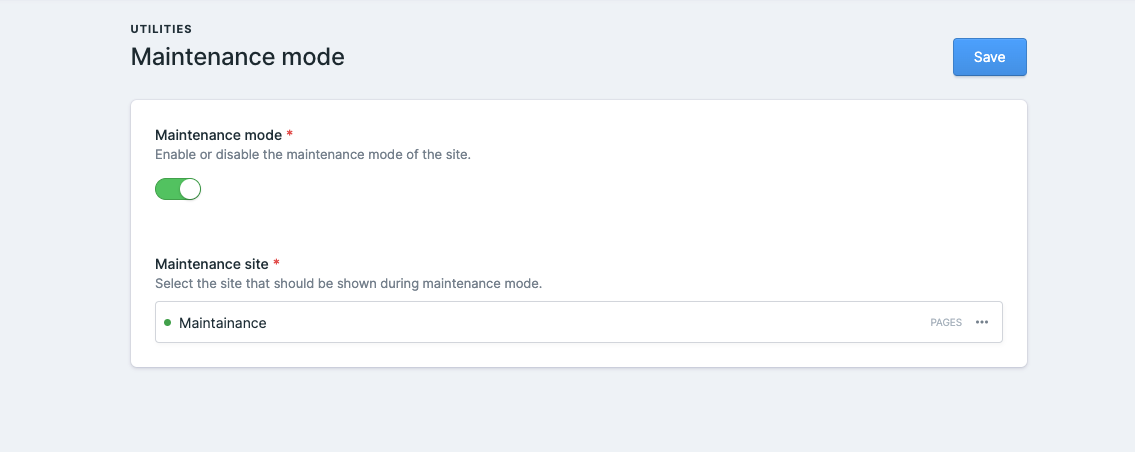 UTILITIES
Maintenance mode
Save
Maintenance mode *
Enable or disable the maintenance mode of the site.
Maintenance site *
Select the site that should be shown during maintenance mode.
Maintainance PAGES •••